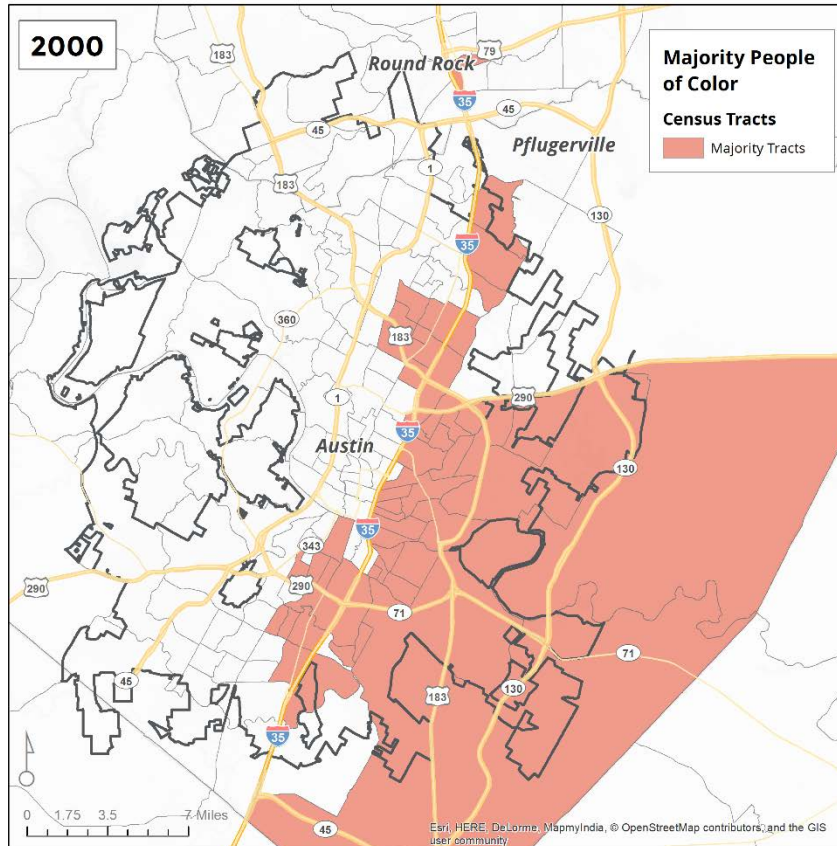 2000
183
Round Rock
79
Majority People
of Color
Census Tracts
Majority Tracts
35
45
45
Pflugerville
183
1
130
35
360
183
1
290
Austin
35
130
35
343
290
290
71
71
45
183
130
35
0 1.75 3.5 7 Miles
45
Esri, HERE, DeLorme, MapmyIndia, © OpenStreetMap contributors, and the GIS
user community